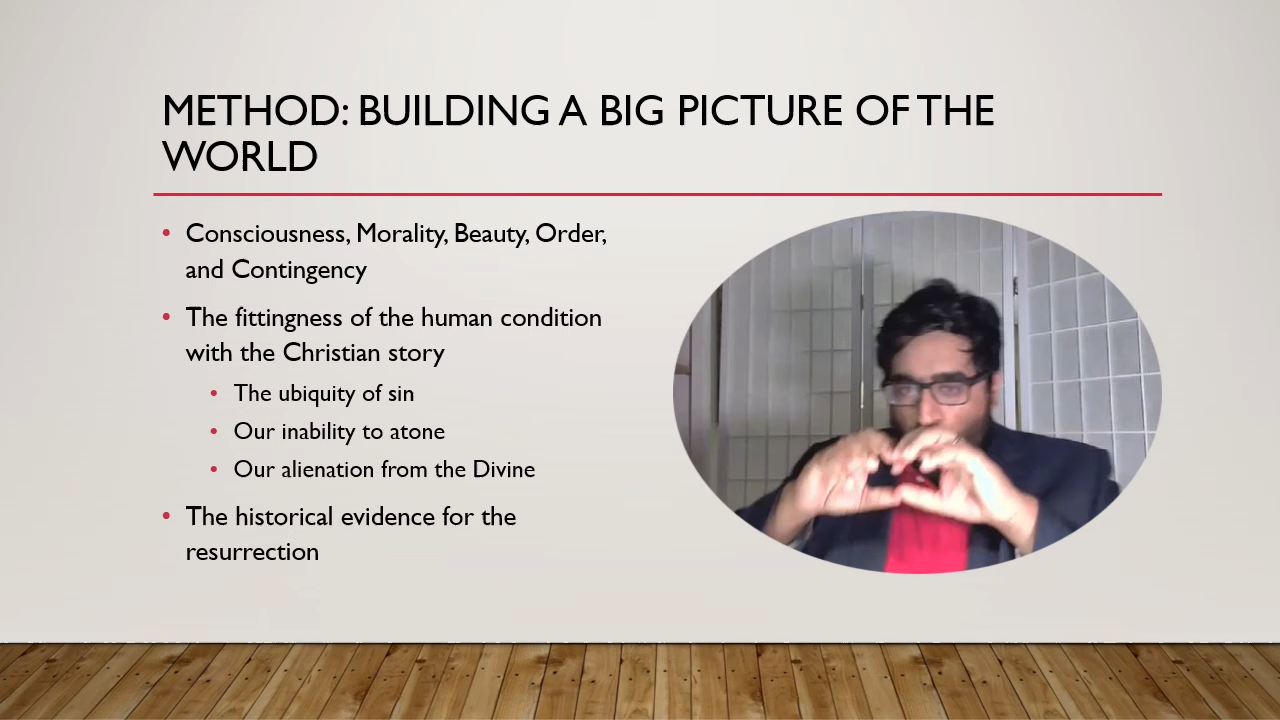 METHOD: BUILDING A BIG PICTURE OF THE
WORLD
• Consciousness, Morality, Beauty, Order,
and Contingency
• The fittingness of the human condition
with the Christian story
• The ubiquity of sin
• Our inability to atone
• Our alienation from the Divine
• The historical evidence for the
resurrection